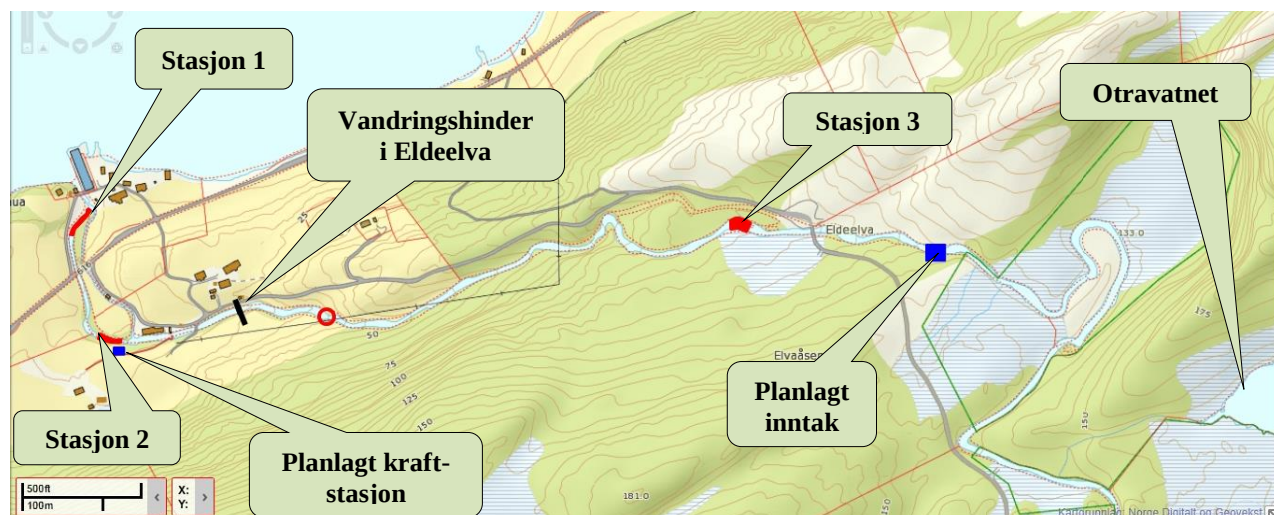 Stasjon 1
Vandringshinder
i Eldeelva
Stasjon 3
Otravatnet
Eldeelva
133.0
175
25
50
75
100
125
150
Elvaåsen
150
150
181.0
Planlagt
inntak
Stasjon 2
Planlagt kraft-
stasjon
500ft
100m
X:
Y:
Kartgrunnlag: Norge Digitalt og Geovekst